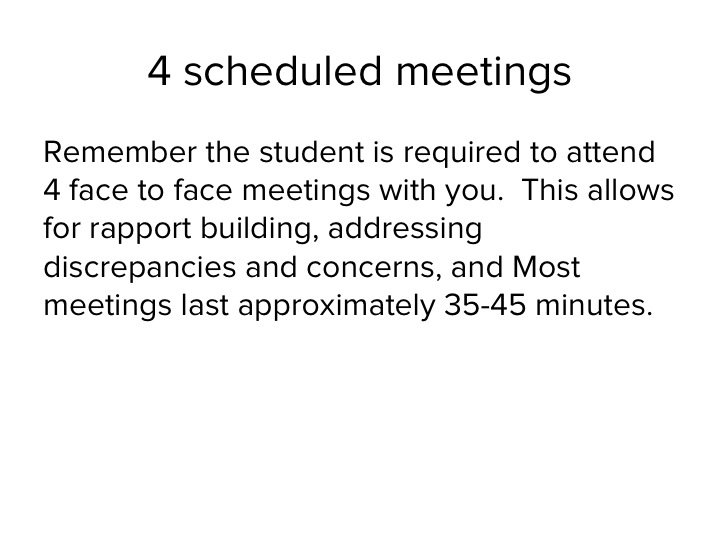 4 scheduled meetings
Remember the student is required to attend
4 face to face meetings with you.  This allows
for rapport building, addressing
discrepancies and concerns, and Most
meetings last approximately 35-45 minutes.